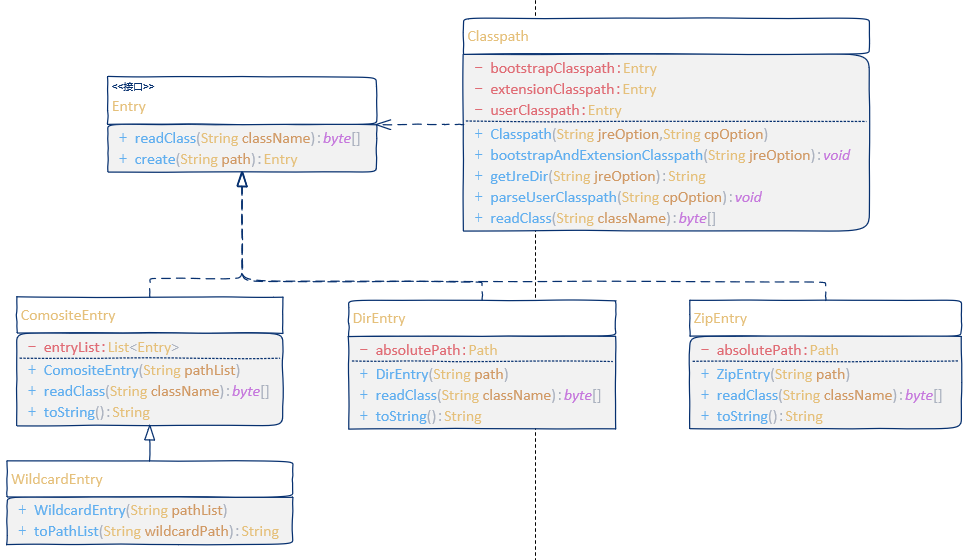 Classpath
- bootstrapClasspath:Entry
- extensionClasspath:Entry
- userClasspath:Entry
+ Classpath(String jreOption,String cpOption)
+ bootstrapAndExtensionClasspath(String jreOption):void
+ getJreDir(String jreOption):String
+ parseUserClasspath(String cpOption):void
+ readClass(String className):byte[]
<<接口>>
Entry
+ readClass(String className):byte[]
+ create(String path):Entry
ComositeEntry
- entryList:List<Entry>
+ ComositeEntry(String pathList)
+ readClass(String className):byte[]
+ toString():String
DirEntry
- absolutePath:Path
+ DirEntry(String path)
+ readClass(String className):byte[]
+ toString():String
ZipEntry
- absolutePath:Path
+ ZipEntry(String path)
+ readClass(String className):byte[]
+ toString():String
WildcardEntry
+ WildcardEntry(String pathList)
+ toPathList(String wildcardPath):String